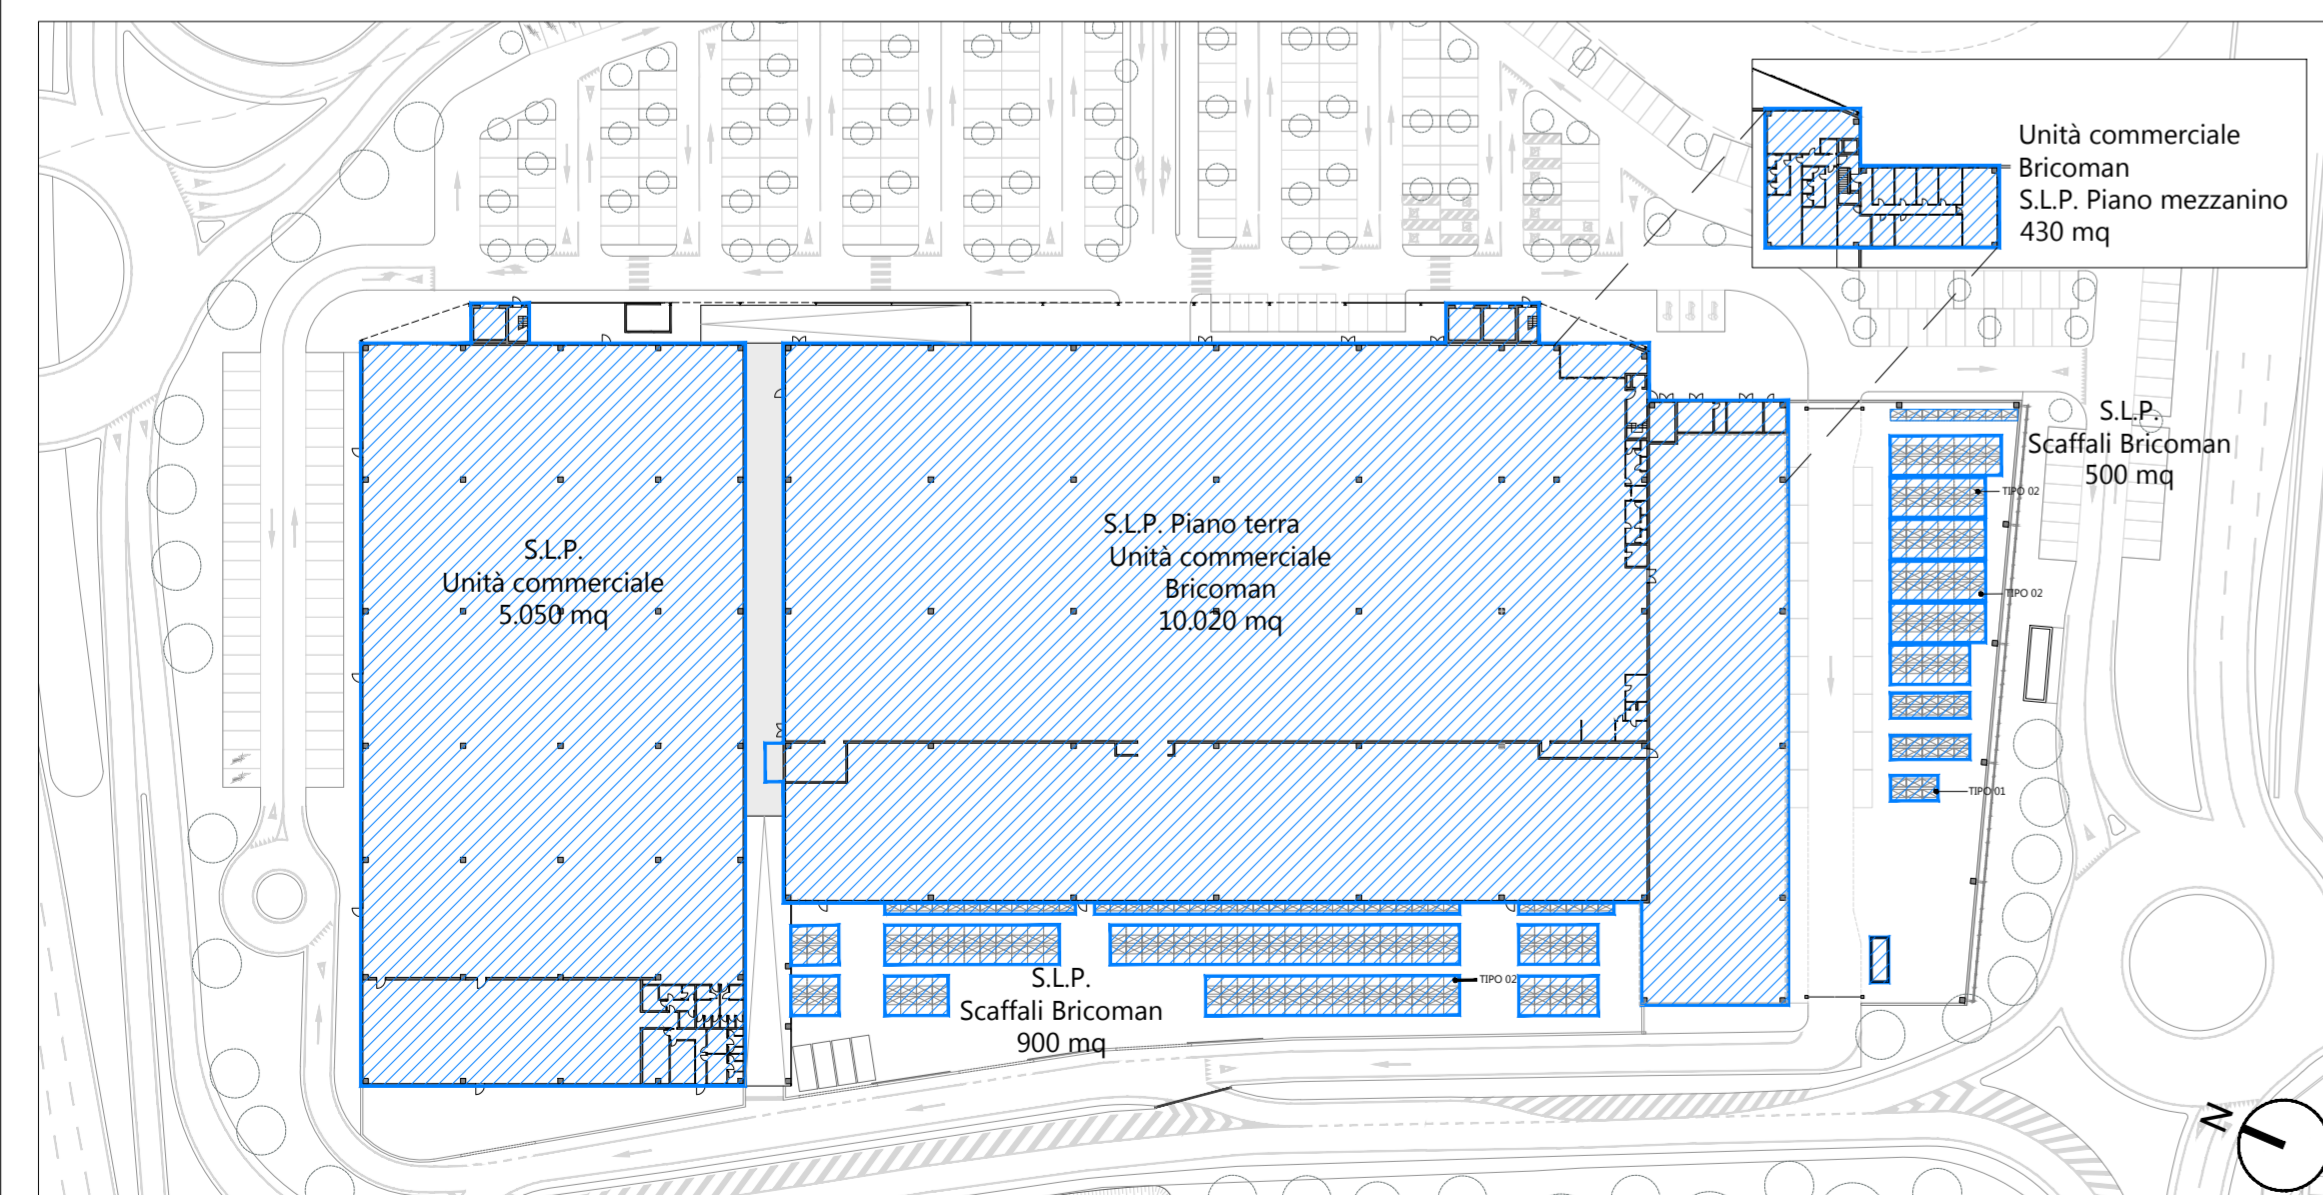 Unità commerciale
Bricoman
S.L.P. Piano mezzanino
430 mq
S.L.P.
Scaffali Bricoman
500 mq
TIPO 02
TIPO 02
TIPO 01
S.L.P. Piano terra
Unità commerciale
Bricoman
10.020 mq
S.L.P.
Unità commerciale
5.050 mq
S.L.P.
Scaffali Bricoman
900 mq
TIPO 02
N